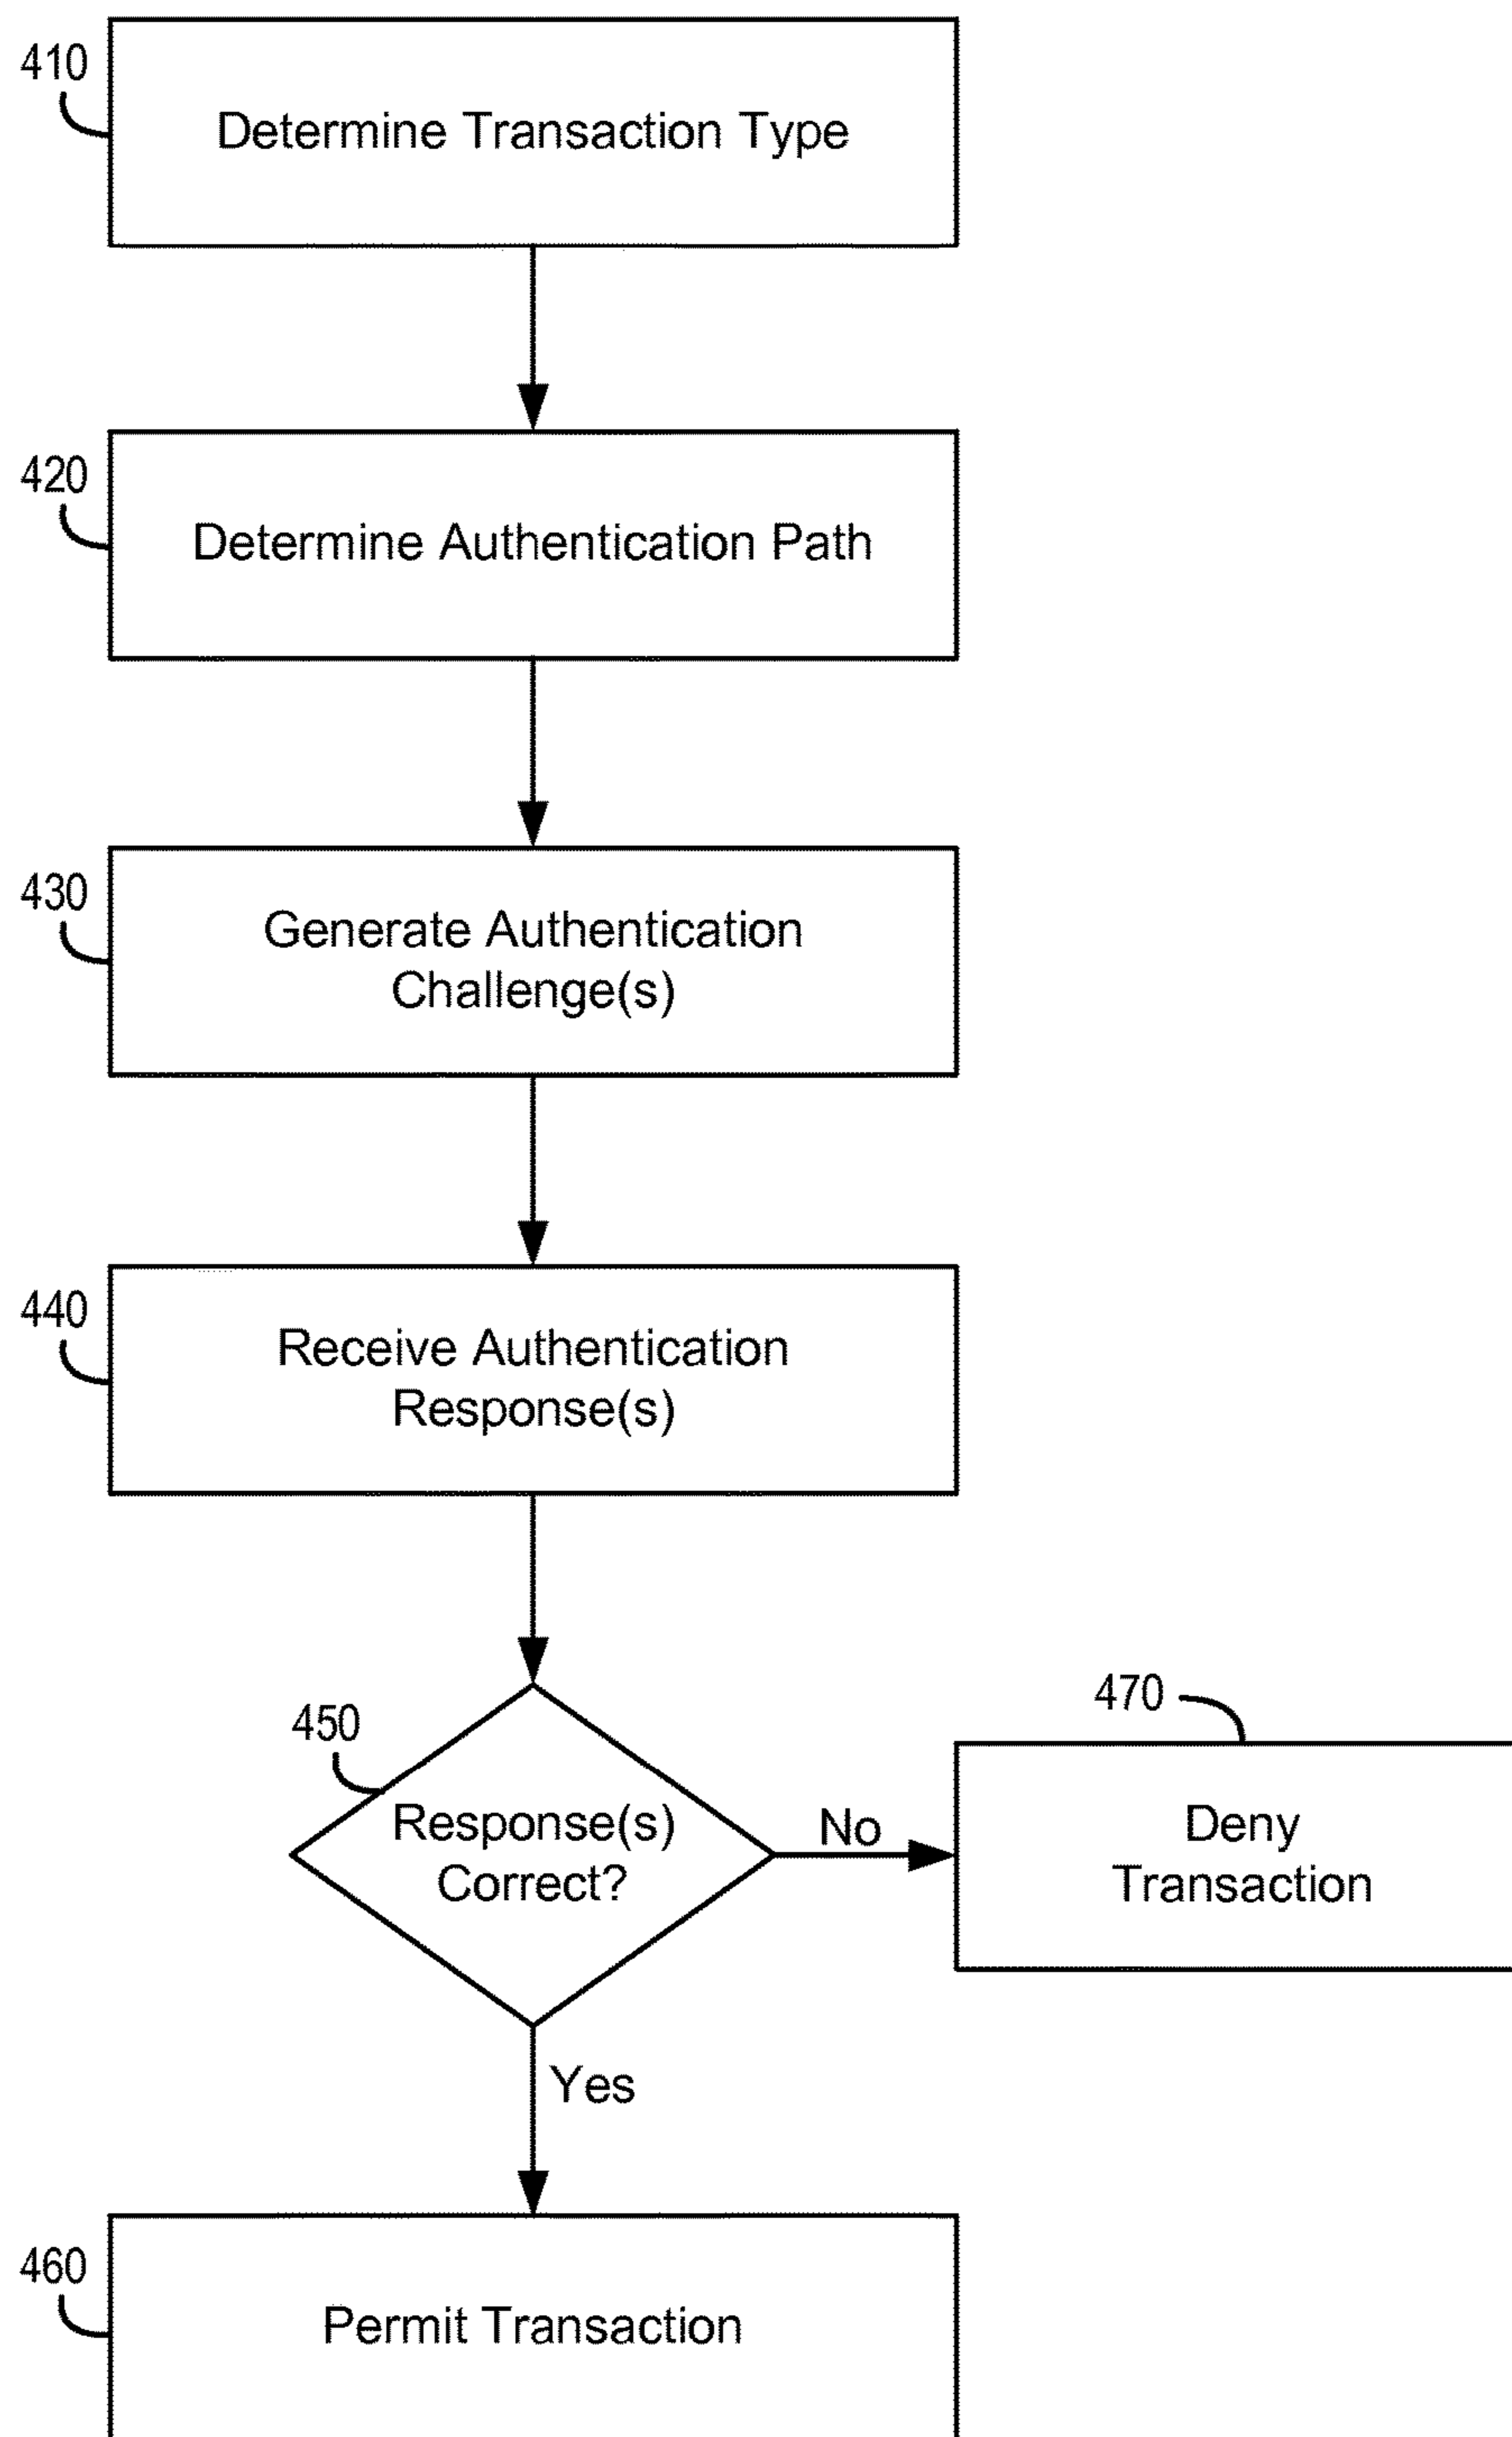 410
Determine Transaction Type
420
Determine Authentication Path
430
Generate Authentication
Challenge(s)
440
Receive Authentication
Response(s)
450
Response(s)
Correct?
No
470
Deny
Transaction
Yes
460
Permit Transaction